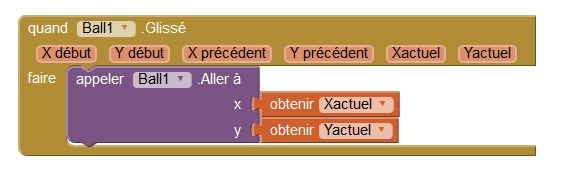 quand Ball1 .Glissé
X début Y début X précédent Y précédent Xactuel Yactuel
faire appeler Ball1 .Aller à
x obtenir Xactuel
y obtenir Yactuel